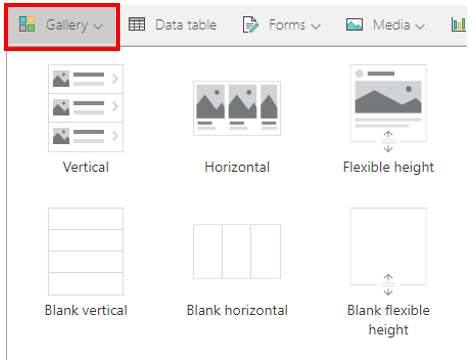 Gallery Data table Forms Media
Vertical Horizontal Flexible height
Blank vertical Blank horizontal Blank flexible
height